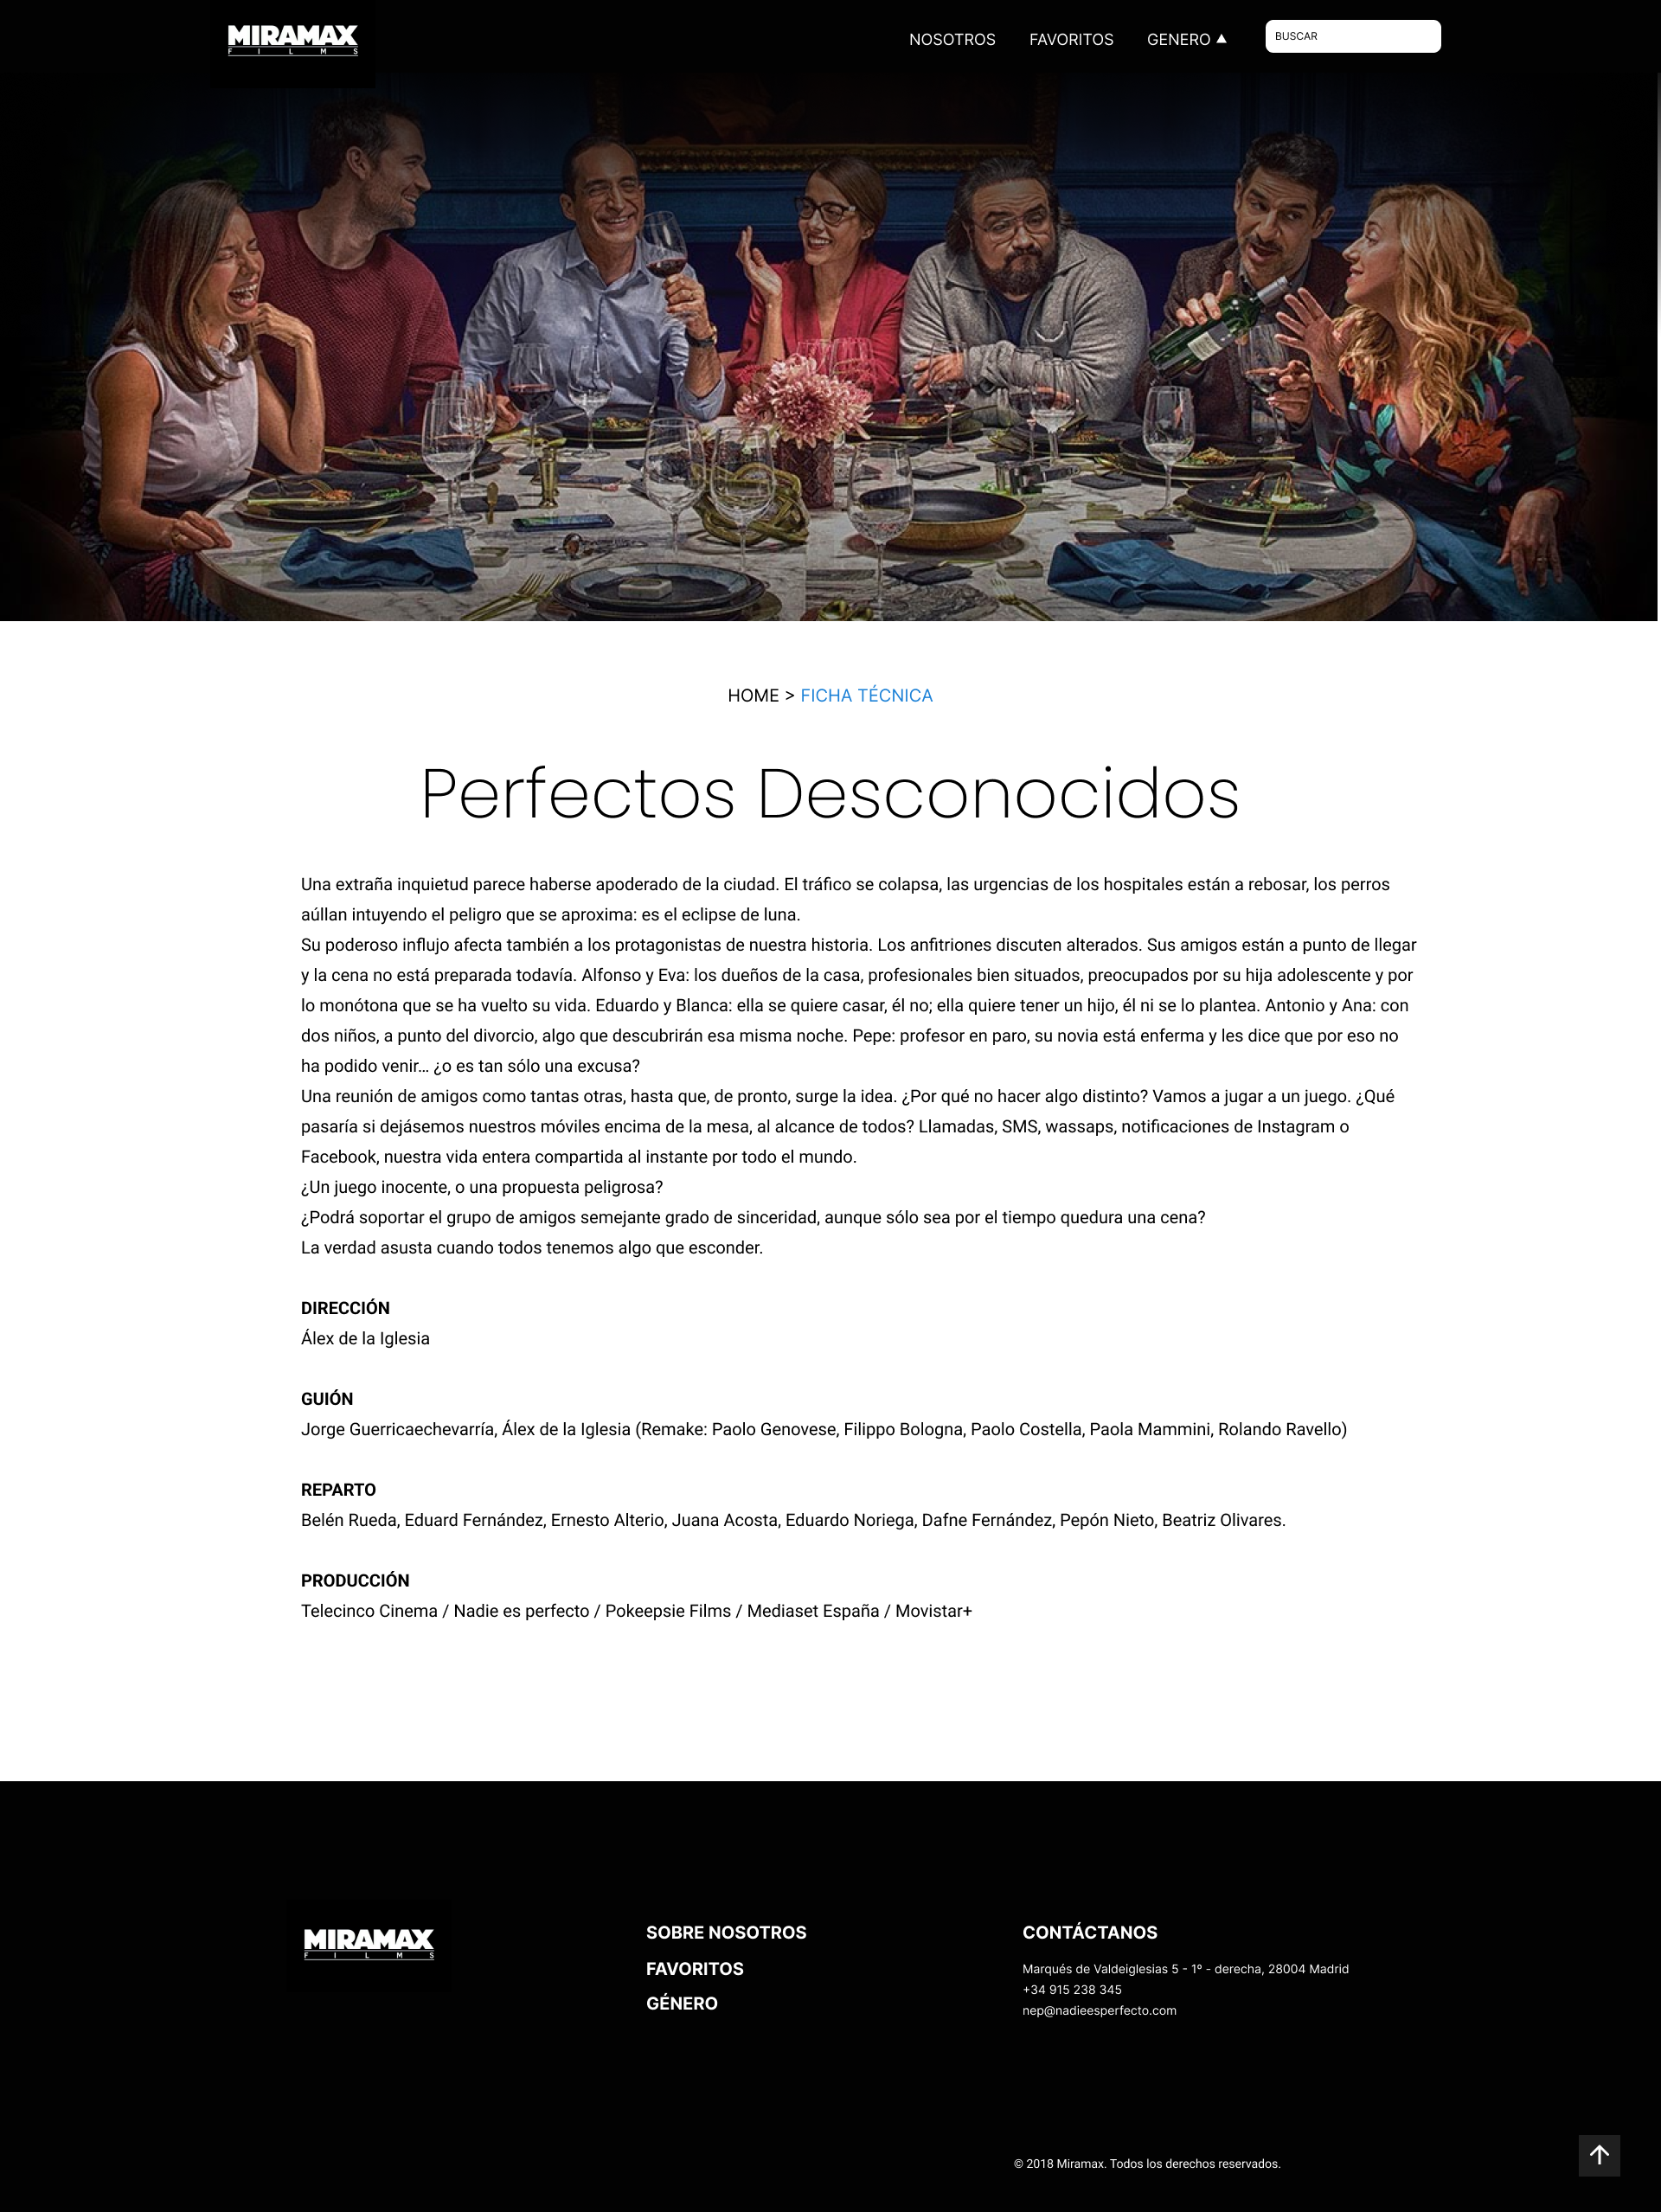 MIRAMAX
FILMS
NOSOTROS FAVORITOS GENERO
BUSCAR
HOME > FICHA TÉCNICA
Perfectos Desconocidos
Una extraña inquietud parece haberse apoderado de la ciudad. El tráfico se colapsa, las urgencias de los hospitales están a rebosar, los perros
aúllan intuyendo el peligro que se aproxima: es el eclipse de luna.
Su poderoso influjo afecta también a los protagonistas de nuestra historia. Los anfitriones discuten alterados. Sus amigos están a punto de llegar
y la cena no está preparada todavía. Alfonso y Eva: los dueños de la casa, profesionales bien situados, preocupados por su hija adolescente y por
lo monótona que se ha vuelto su vida. Eduardo y Blanca: ella se quiere casar, él no; ella quiere tener un hijo, él ni se lo plantea. Antonio y Ana: con
dos niños, a punto del divorcio, algo que descubrirán esa misma noche. Pepe: profesor en paro, su novia está enferma y les dice que por eso no
ha podido venir… ¿o es tan sólo una excusa?
Una reunión de amigos como tantas otras, hasta que, de pronto, surge la idea. ¿Por qué no hacer algo distinto? Vamos a jugar a un juego. ¿Qué
pasaría si dejásemos nuestros móviles encima de la mesa, al alcance de todos? Llamadas, SMS, wassaps, notificaciones de Instagram o
Facebook, nuestra vida entera compartida al instante por todo el mundo.
¿Un juego inocente, o una propuesta peligrosa?
¿Podrá soportar el grupo de amigos semejante grado de sinceridad, aunque sólo sea por el tiempo quedura una cena?
La verdad asusta cuando todos tenemos algo que esconder.
DIRECCIÓN
Álex de la Iglesia
GUIÓN
Jorge Guerricaechevarría, Álex de la Iglesia (Remake: Paolo Genovese, Filippo Bologna, Paolo Costella, Paola Mammini, Rolando Ravello)
REPARTO
Belén Rueda, Eduard Fernández, Ernesto Alterio, Juana Acosta, Eduardo Noriega, Dafne Fernández, Pepón Nieto, Beatriz Olivares.
PRODUCCIÓN
Telecinco Cinema / Nadie es perfecto / Pokeepsie Films / Mediaset España / Movistar+
MIRAMAX
FILMS
SOBRE NOSOTROS
FAVORITOS
GÉNERO
CONTÁCTANOS
Marqués de Valdeiglesias 5 - 1º - derecha, 28004 Madrid
+34 915 238 345
nep@nadieesperfecto.com
© 2018 Miramax. Todos los derechos reservados.